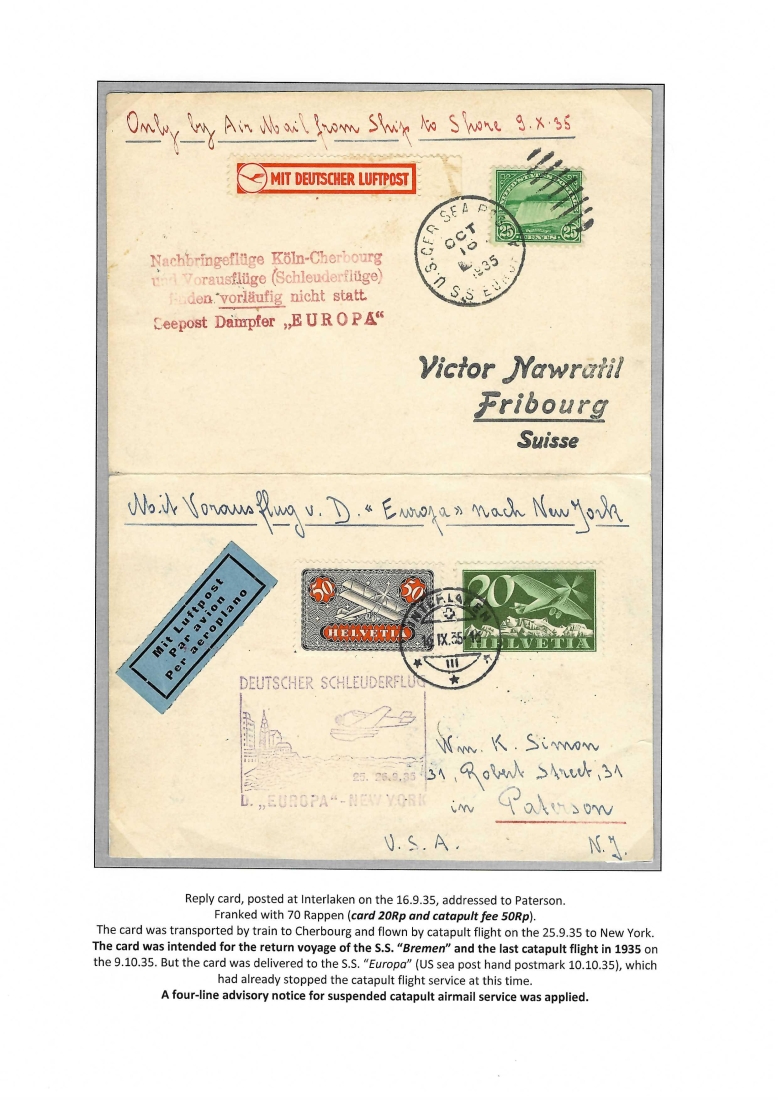 Only by Air Mail from Ship to Shore 9.X.35
MIT DEUTSCHER LUFTPOST
25 25
U.S. GER SEA
OCT
10
1935
S.S EUROPA
Nachbringeflüge Köln-Cherbourg
und Vorausflüge (Schleuderflüge)
finden vorläufig nicht statt.
Seepost Dampfer „EUROPA“
Victor Nawratil
Fribourg
Suisse
Mit Vorausflug v. D. "Europa" nach New York
Mit Luftpost
Par avion
Per aeroplano
50 50
HELVETIA
20
HELVETIA
INTERLAKEN
16.IX.35
III
DEUTSCHER SCHLEUDERFLUG
25. 26.9.35
D. „EUROPA“-NEW YORK
Wm. K. Simon
31, Robert Street, 31
in Paterson
U.S.A. N.J.
Reply card, posted at Interlaken on the 16.9.35, addressed to Paterson.
Franked with 70 Rappen (card 20Rp and catapult fee 50Rp).
The card was transported by train to Cherbourg and flown by catapult flight on the 25.9.35 to New York.
The card was intended for the return voyage of the S.S. “Bremen” and the last catapult flight in 1935 on
the 9.10.35. But the card was delivered to the S.S. “Europa” (US sea post hand postmark 10.10.35), which
had already stopped the catapult flight service at this time.
A four-line advisory notice for suspended catapult airmail service was applied.